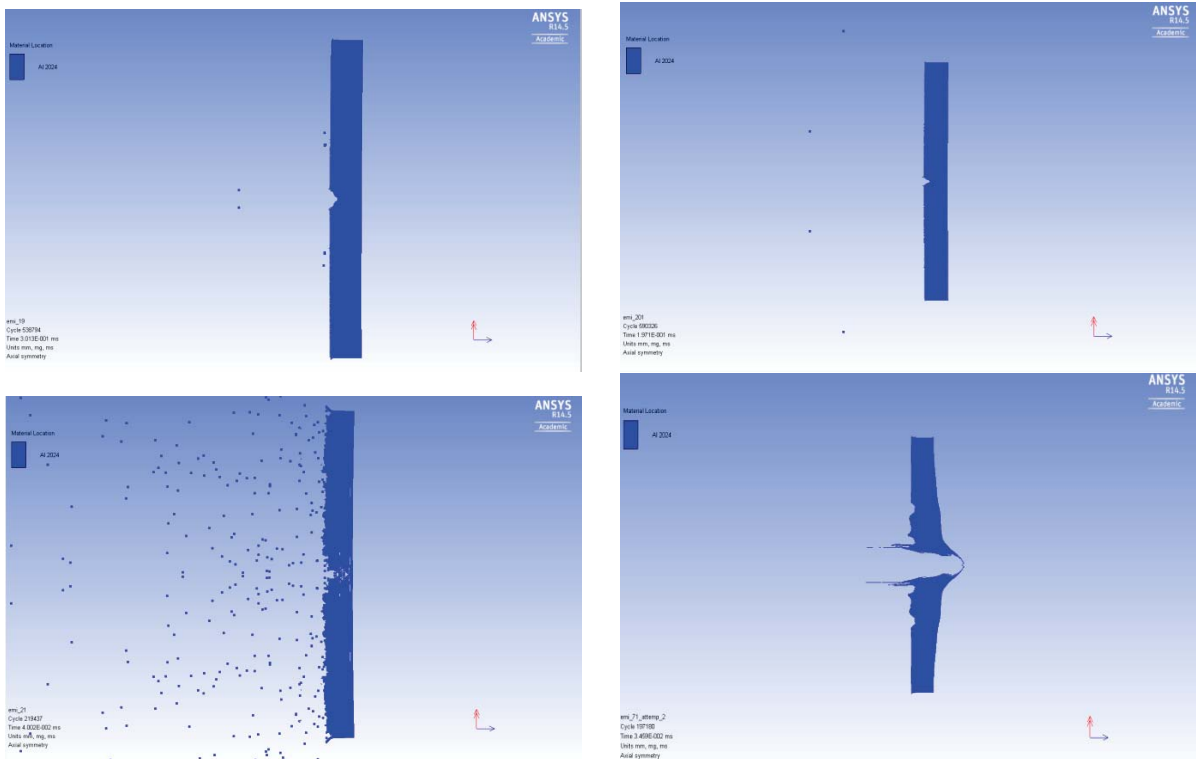 ANSYS
R14.5
Academic
Material Location
Al 2024
emi_19
Cycle 538794
Time 3.013E-001 ms
Units mm, mg, ms
Axial symmetry
ANSYS
R14.5
Academic
Material Location
Al 2024
emi_201
Cycle 690326
Time 1.971E-001 ms
Units mm, mg, ms
Axial symmetry
ANSYS
R14.5
Academic
Material Location
Al 2024
emi_21
Cycle 219437
Time 4.002E-002 ms
Units mm, mg, ms
Axial symmetry
ANSYS
R14.5
Academic
Material Location
Al 2024
emi_71_attemp_2
Cycle 197180
Time 3.459E-002 ms
Units mm, mg, ms
Axial symmetry